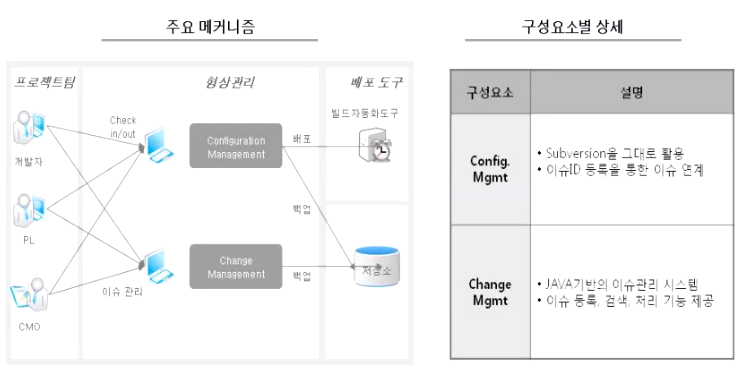 주요 메커니즘
프로젝트팀
형상관리
배포 도구
개발자
PL
CMO
Check
in/out
이슈 관리
Configuration
Management
Change
Management
배포
백업
백업
빌드자동화도구
저장소
구성요소별 상세
구성요소
설명
Config.
Mgmt
• Subversion을 그대로 활용
• 이슈ID 등록을 통한 이슈 연계
Change
Mgmt
• JAVA기반의 이슈관리 시스템
• 이슈 등록, 검색, 처리 기능 제공